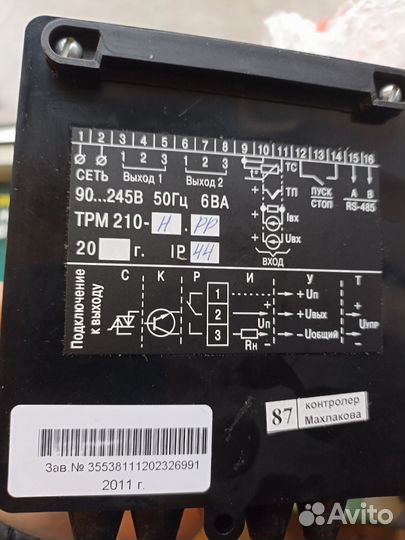 1 2 3 4 5 6 7 8 9 10 11 12 13 14 15 16
1 2 3 1 2 3 ТС
СЕТЬ Выход 1 Выход 2 ТП ПУСК СТОП A B RS-485
90...245В 50Гц 6ВА Iвх
ТРМ 210-Н.РР Uвх
20 г. IP 44 ВХОД
Подключение к выходу
С К Р И У Т
1 +Uп
2 Uп +Uвых Uупр
3 Rн -Uобщий
87 контролер Махлакова
Зав.№ 35538111202326991
2011 г.
Avito